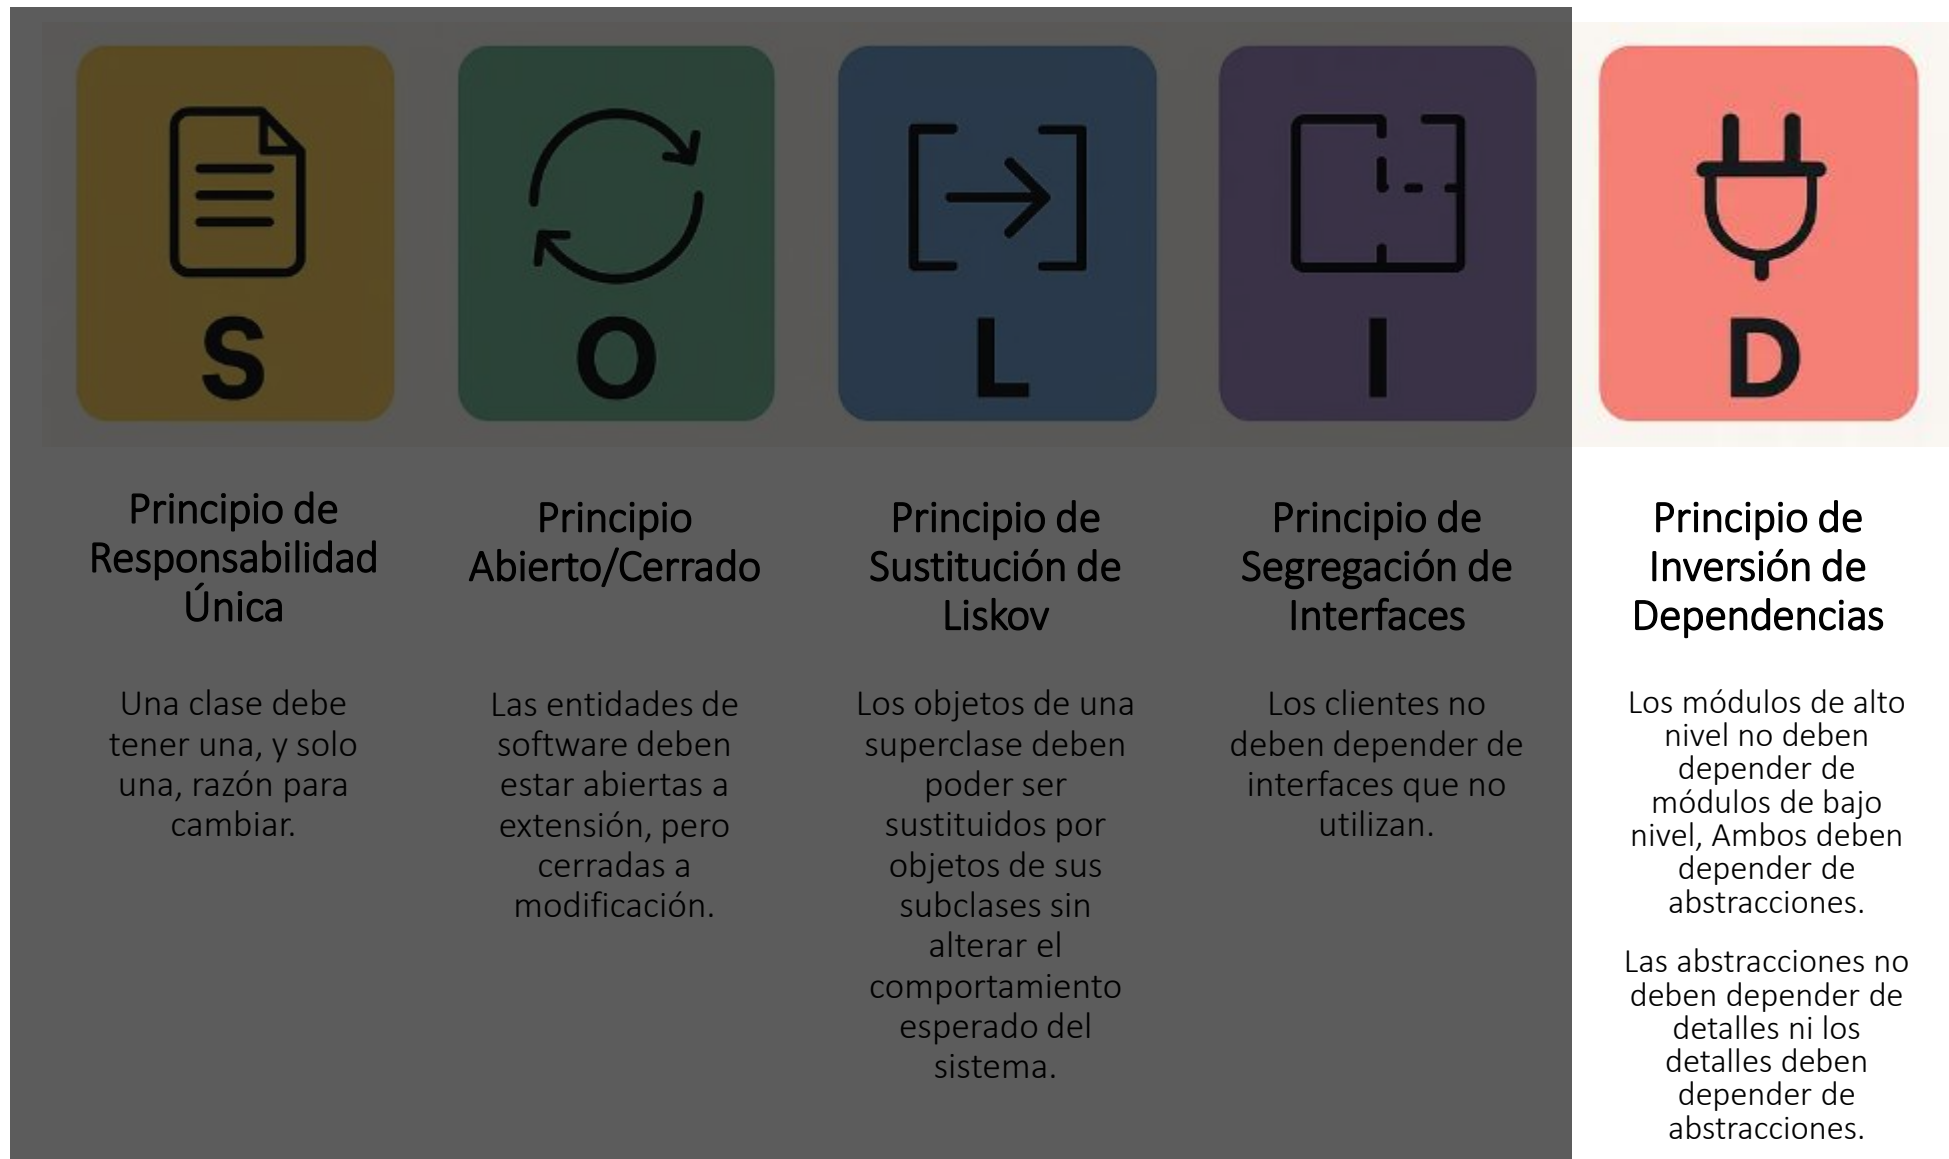 S
O
L
I
D
Principio de
Responsabilidad
Única
Principio
Abierto/Cerrado
Principio de
Sustitución de
Liskov
Principio de
Segregación de
Interfaces
Principio de
Inversión de
Dependencias
Una clase debe
tener una, y solo
una, razón para
cambiar.
Las entidades de
software deben
estar abiertas a
extensión, pero
cerradas a
modificación.
Los objetos de una
superclase deben
poder ser
sustituidos por
objetos de sus
subclases sin
alterar el
comportamiento
esperado del
sistema.
Los clientes no
deben depender de
interfaces que no
utilizan.
Los módulos de alto
nivel no deben
depender de
módulos de bajo
nivel, Ambos deben
depender de
abstracciones.
Las abstracciones no
deben depender de
detalles ni los
detalles deben
depender de
abstracciones.